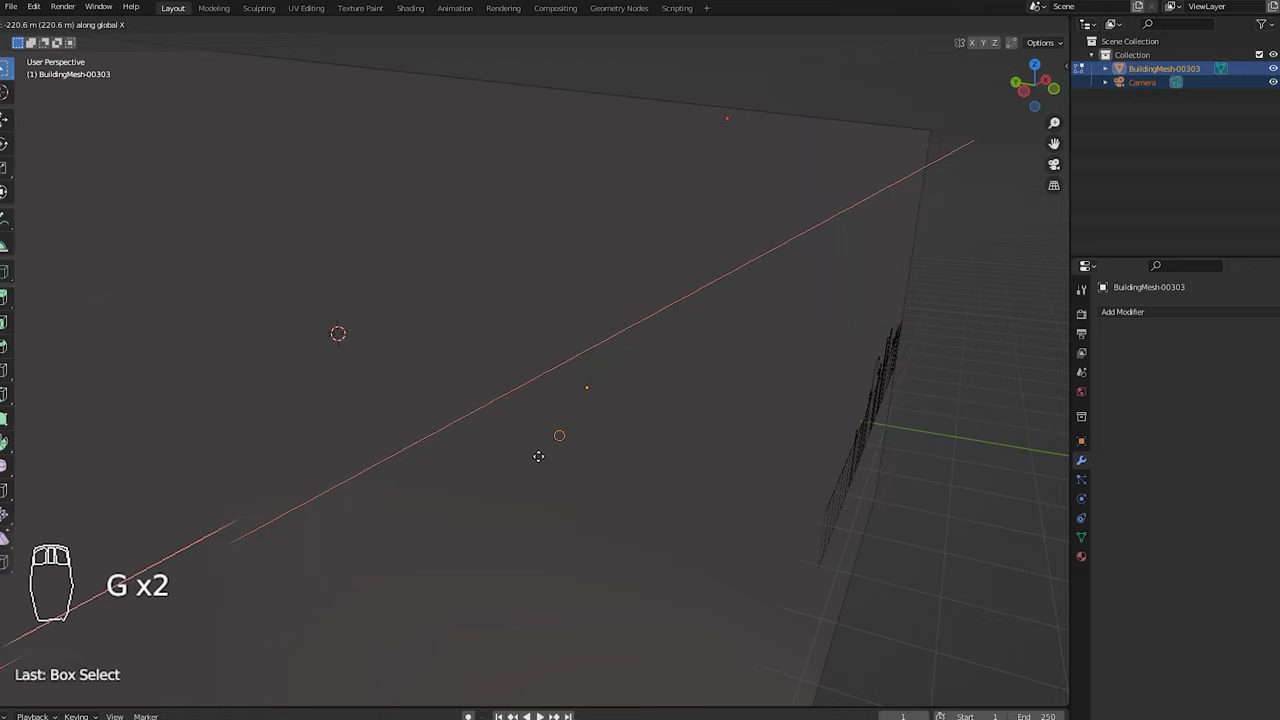 File Edit Render Window Help Layout Modeling Sculpting UV Editing Texture Paint Shading Animation Rendering Compositing Geometry Nodes Scripting + Scene ViewLayer
: -220.6 m (220.6 m) along global X
X Y Z Options
User Perspective
(1) BuildingMesh-00303
Scene Collection
Collection
BuildingMesh-00303
Camera
Z
Y
X
BuildingMesh-00303
Add Modifier
G x2
Last: Box Select
Playback Keying View Marker 1 Start 1 End 250